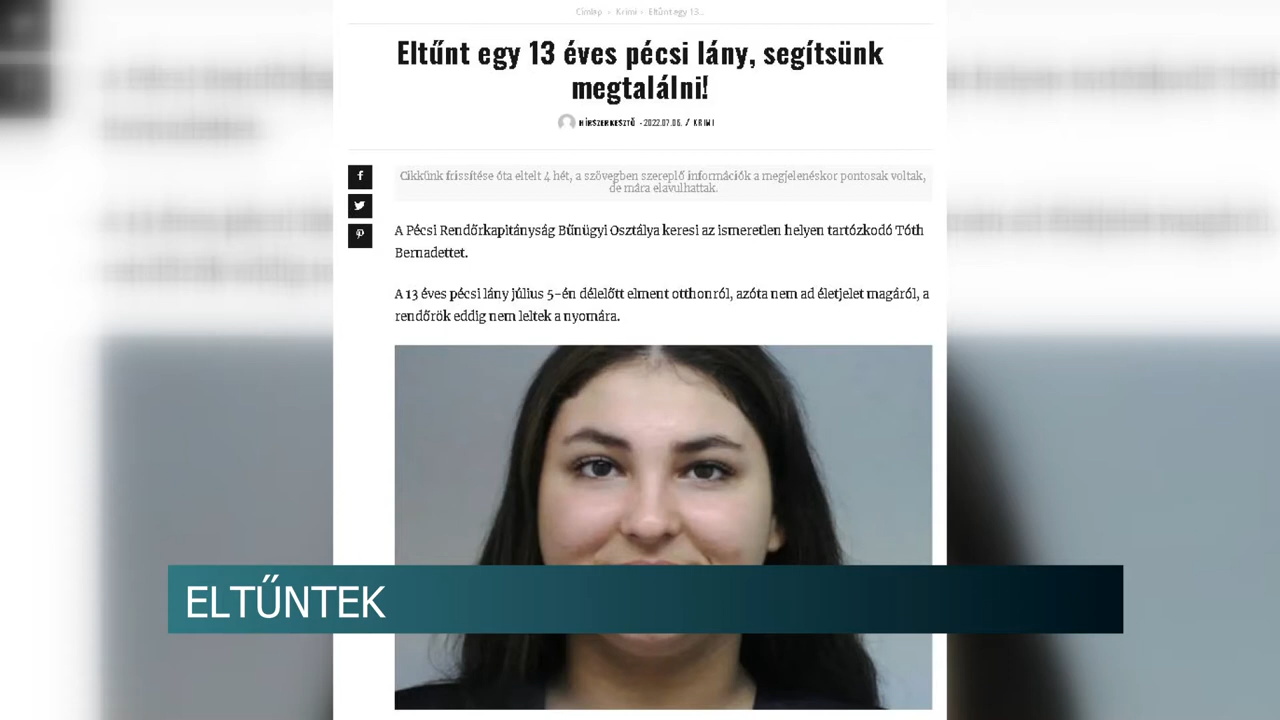 Címlap › Krimi › Eltűnt egy 13...
Eltűnt egy 13 éves pécsi lány, segítsünk
megtalálni!
HÍRSZERKESZTŐ - 2022.07.06. / KRIMI
Cikkünk frissítése óta eltelt 4 hét, a szövegben szereplő információk a megjelenéskor pontosak voltak,
de mára elavulhattak.
A Pécsi Rendőrkapitányság Bűnügyi Osztálya keresi az ismeretlen helyen tartózkodó Tóth
Bernadettet.
A 13 éves pécsi lány július 5-én délelőtt elment otthonról, azóta nem ad életjelet magáról, a
rendőrök eddig nem leltek a nyomára.
ELTŰNTEK